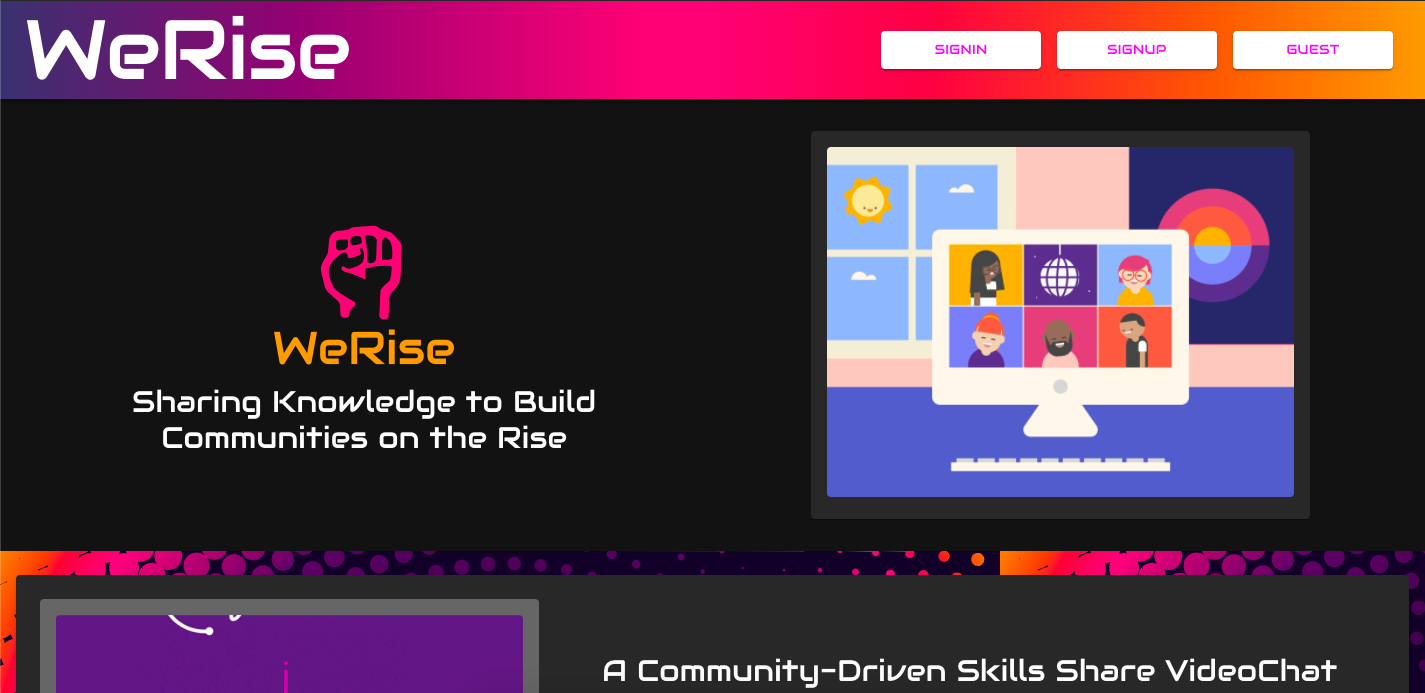 WeRise
SIGNIN
SIGNUP
GUEST
WeRise
Sharing Knowledge to Build
Communities on the Rise
A Community-Driven Skills Share VideoChat